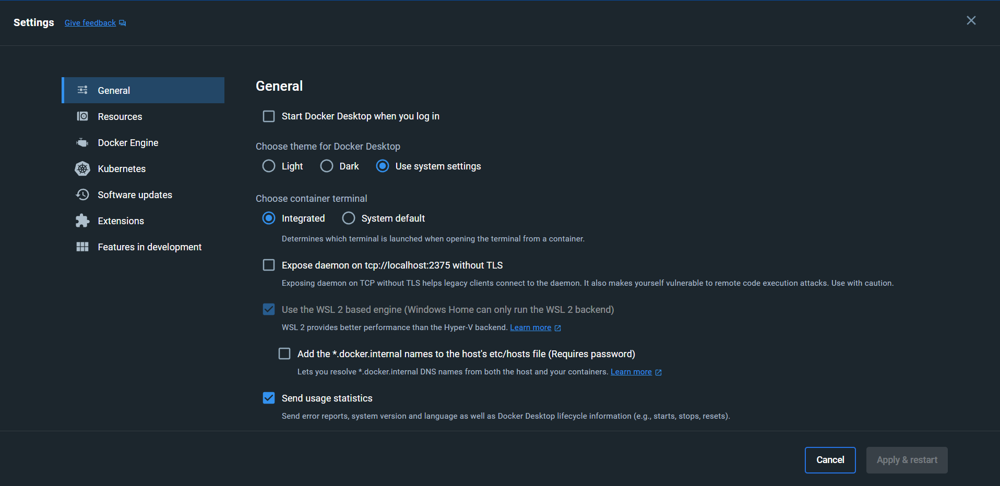 Settings Give feedback
General
Resources
Docker Engine
Kubernetes
Software updates
Extensions
Features in development
General
Start Docker Desktop when you log in
Choose theme for Docker Desktop
Light Dark Use system settings
Choose container terminal
Integrated System default
Determines which terminal is launched when opening the terminal from a container.
Expose daemon on tcp://localhost:2375 without TLS
Exposing daemon on TCP without TLS helps legacy clients connect to the daemon. It also makes yourself vulnerable to remote code execution attacks. Use with caution.
Use the WSL 2 based engine (Windows Home can only run the WSL 2 backend)
WSL 2 provides better performance than the Hyper-V backend. Learn more
Add the *.docker.internal names to the host's etc/hosts file (Requires password)
Lets you resolve *.docker.internal DNS names from both the host and your containers. Learn more
Send usage statistics
Send error reports, system version and language as well as Docker Desktop lifecycle information (e.g., starts, stops, resets).
Cancel Apply & restart